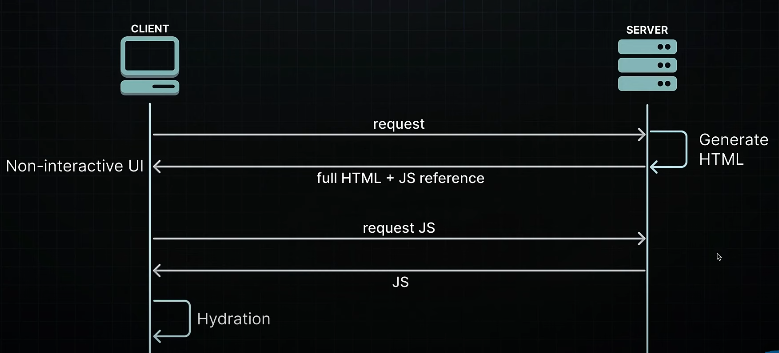 CLIENT
SERVER
request
Generate
HTML
Non-interactive UI
full HTML + JS reference
request JS
JS
Hydration